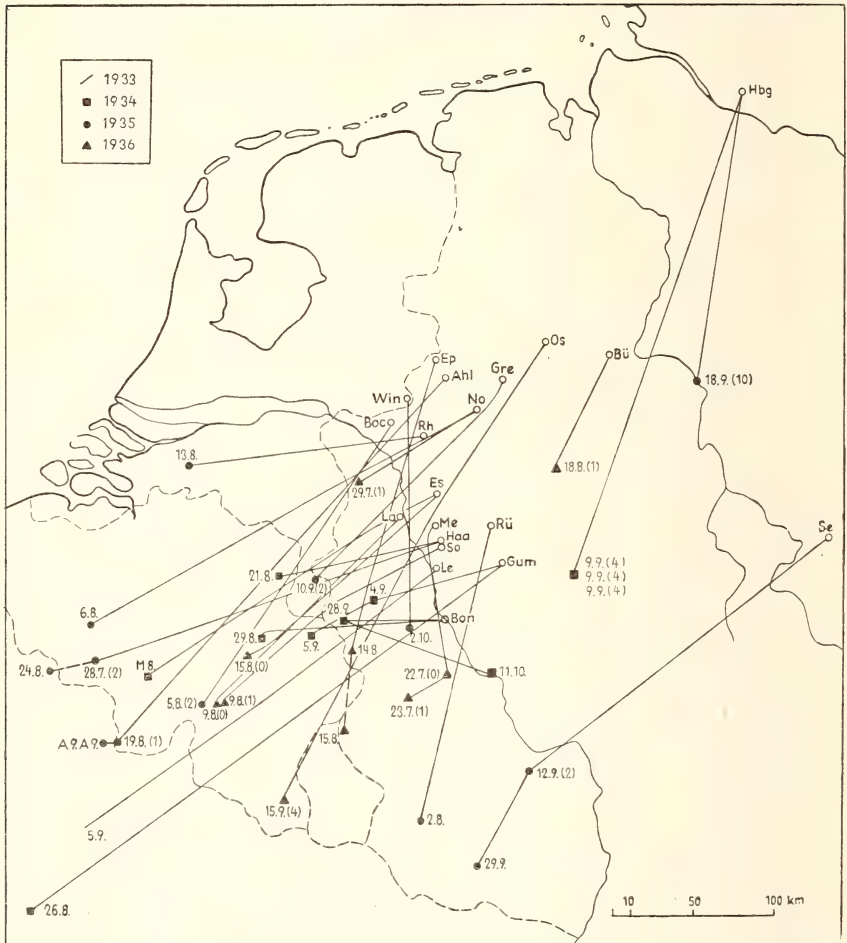 1933
1934
1935
1936
Hbg
Os
Bü
Ep
Ahl
Gre
Win
No
Boc
Rh
18.9.(10)
13.8.
29.7.(1)
18.8.(1)
Es
La
Me
Rü
Se
Haa
So
Gum
Le
21.8.
10.9.(2)
4.9.
9.9.(4)
9.9.(4)
9.9.(4)
6.8.
28.9.
Bon
29.8.
5.9.
2.10.
15.8.(0)
14.8
24.8.
28.7.(2)
M.8.
22.7.(0)
11.10.
5.8.(2)
9.8.(0)
9.8.(1)
23.7.(1)
A9.A9.
19.8.(1)
15.8.
12.9.(2)
15.9.(4)
2.8.
5.9.
29.9.
26.8.
10 50 100 km